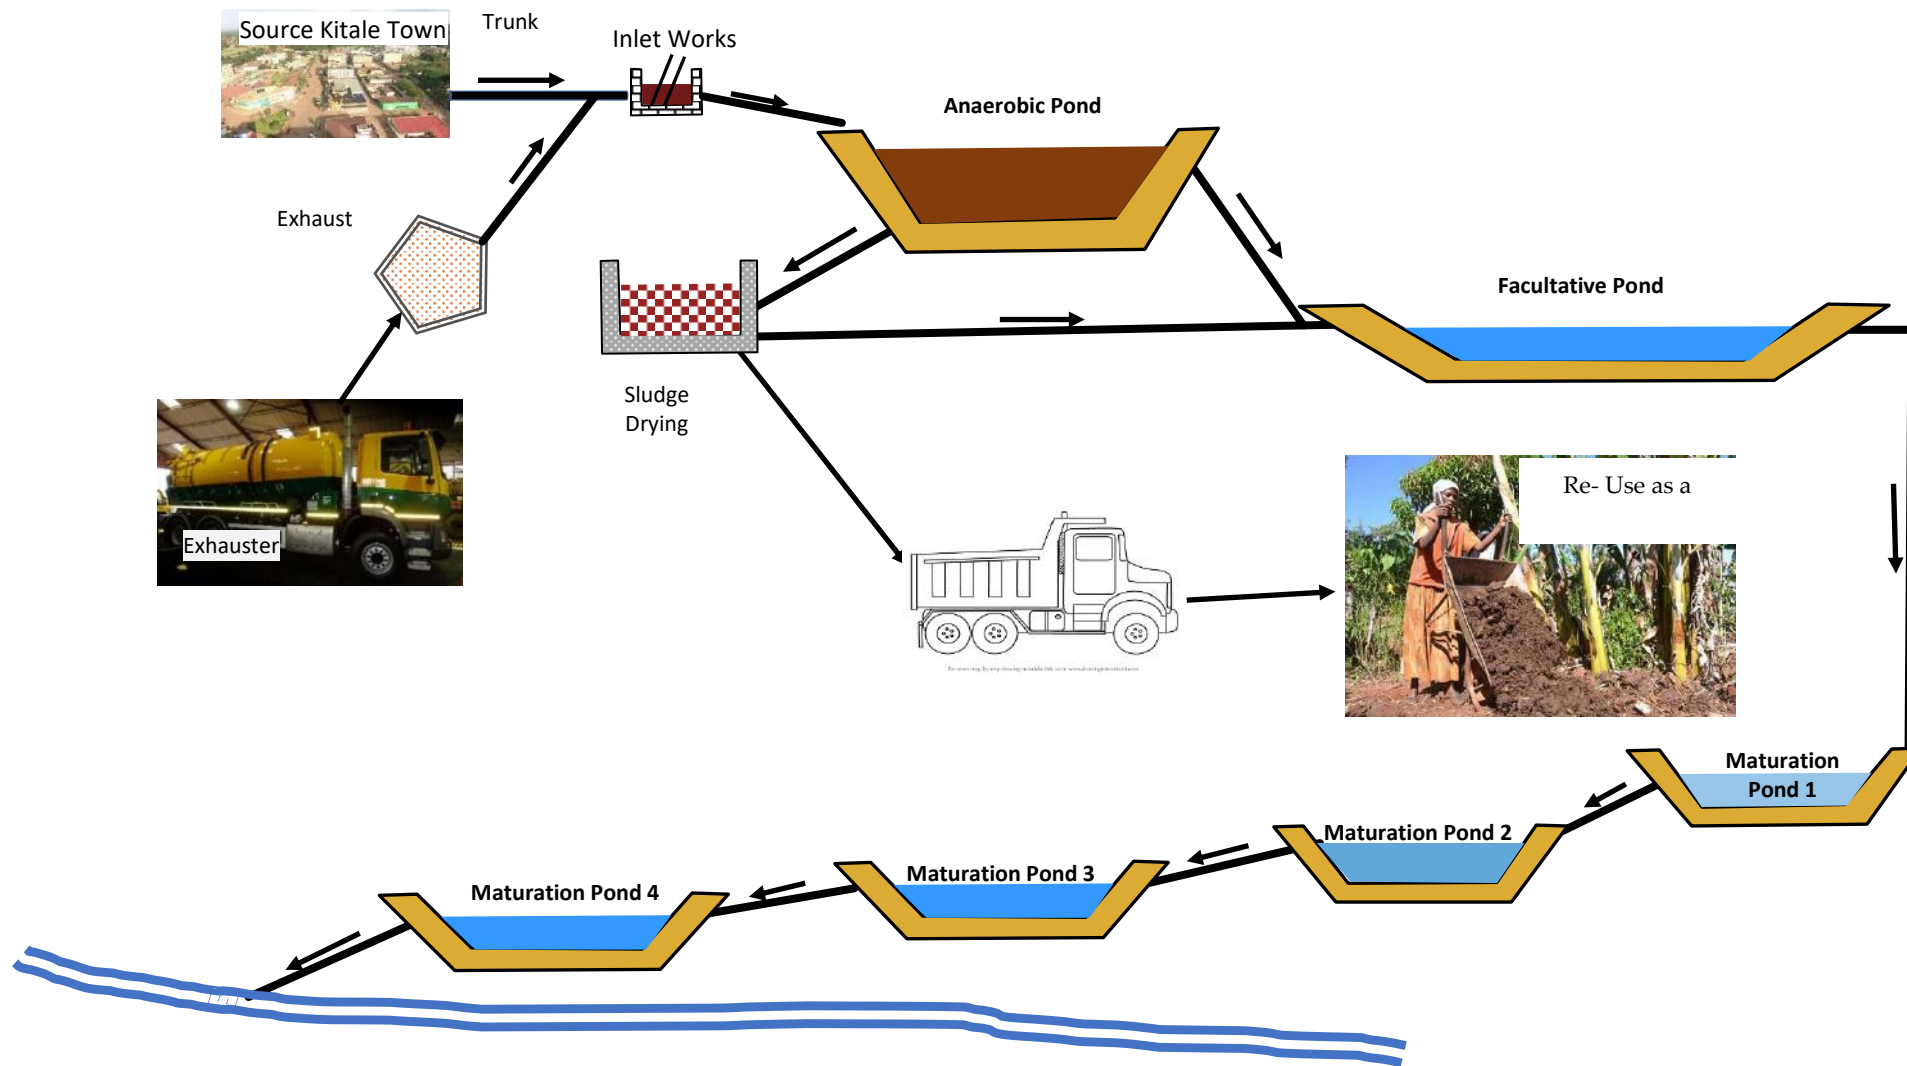 Source Kitale Town
Trunk
Inlet Works
Anaerobic Pond
Exhaust
Facultative Pond
Sludge
Drying
Exhauster
Re- Use as a
Maturation
Pond 1
Maturation Pond 2
Maturation Pond 3
Maturation Pond 4